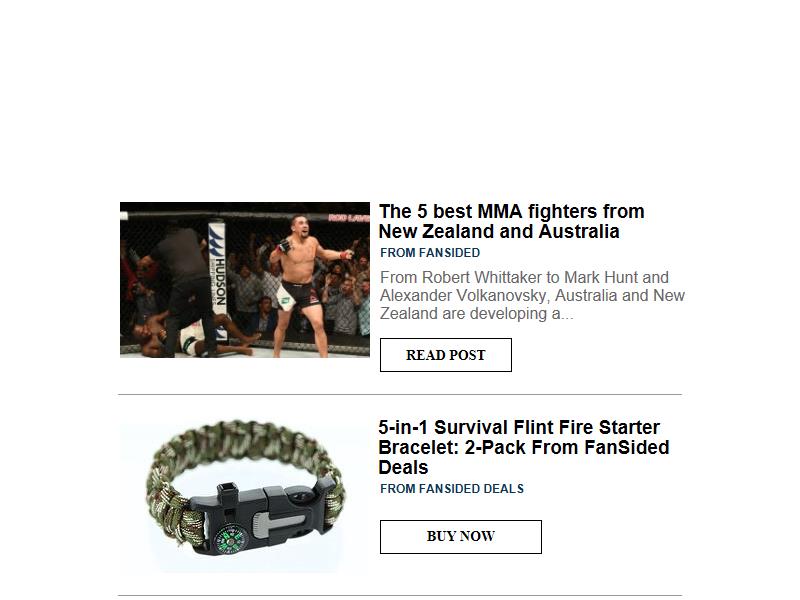 The 5 best MMA fighters from
New Zealand and Australia
FROM FANSIDED
From Robert Whittaker to Mark Hunt and
Alexander Volkanovsky, Australia and New
Zealand are developing a...
READ POST
HUDSON
5-in-1 Survival Flint Fire Starter
Bracelet: 2-Pack From FanSided
Deals
FROM FANSIDED DEALS
BUY NOW